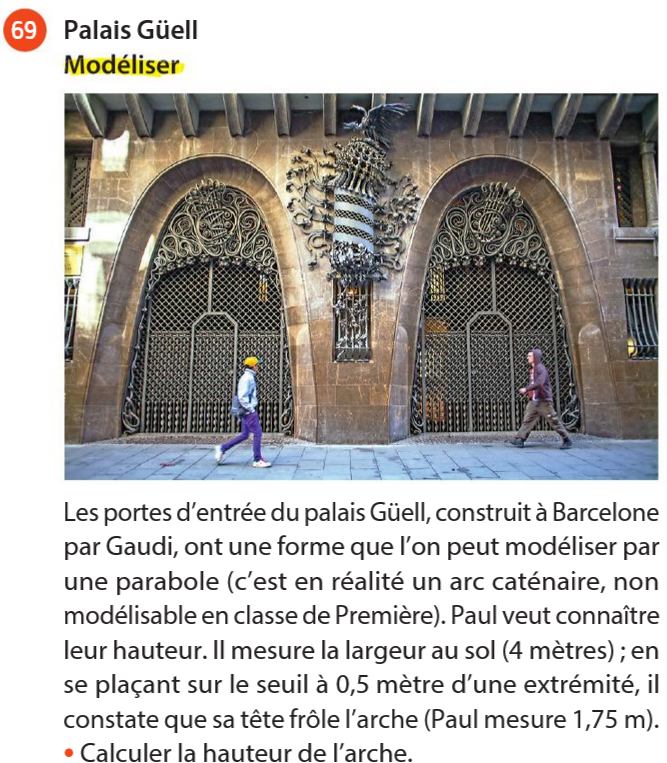 69 Palais Güell
Modéliser
Les portes d'entrée du palais Güell, construit à Barcelone
par Gaudi, ont une forme que l'on peut modéliser par
une parabole (c'est en réalité un arc caténaire, non
modélisable en classe de Première). Paul veut connaître
leur hauteur. Il mesure la largeur au sol (4 mètres) ; en
se plaçant sur le seuil à 0,5 mètre d'une extrémité, il
constate que sa tête frôle l'arche (Paul mesure 1,75 m).
• Calculer la hauteur de l'arche.